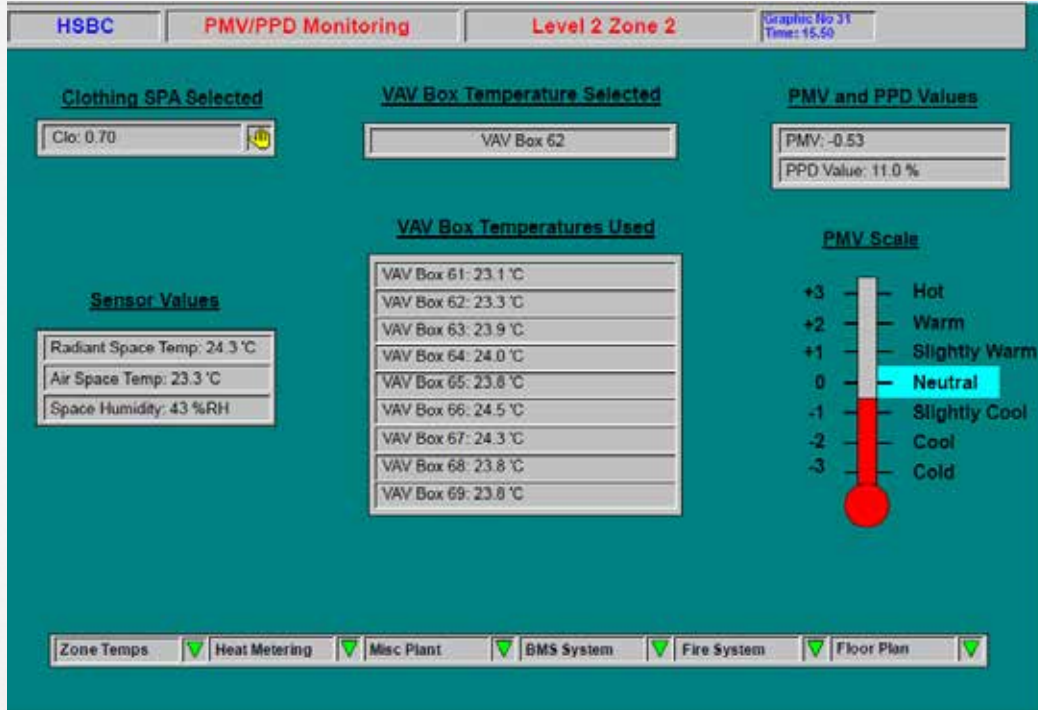 HSBC
PMV/PPD Monitoring
Level 2 Zone 2
Graphic No 31
Time: 15.50
Clothing SPA Selected
Clo: 0.70
VAV Box Temperature Selected
VAV Box 62
PMV and PPD Values
PMV: -0.53
PPD Value: 11.0 %
Sensor Values
Radiant Space Temp: 24.3 'C
Air Space Temp: 23.3 'C
Space Humidity: 43 %RH
VAV Box Temperatures Used
VAV Box 61: 23.1 'C
VAV Box 62: 23.3 'C
VAV Box 63: 23.9 'C
VAV Box 64: 24.0 'C
VAV Box 65: 23.8 'C
VAV Box 66: 24.5 'C
VAV Box 67: 24.3 'C
VAV Box 68: 23.8 'C
VAV Box 69: 23.8 'C
PMV Scale
+3 Hot
+2 Warm
+1 Slightly Warm
0 Neutral
-1 Slightly Cool
-2 Cool
-3 Cold
Zone Temps
Heat Metering
Misc Plant
BMS System
Fire System
Floor Plan